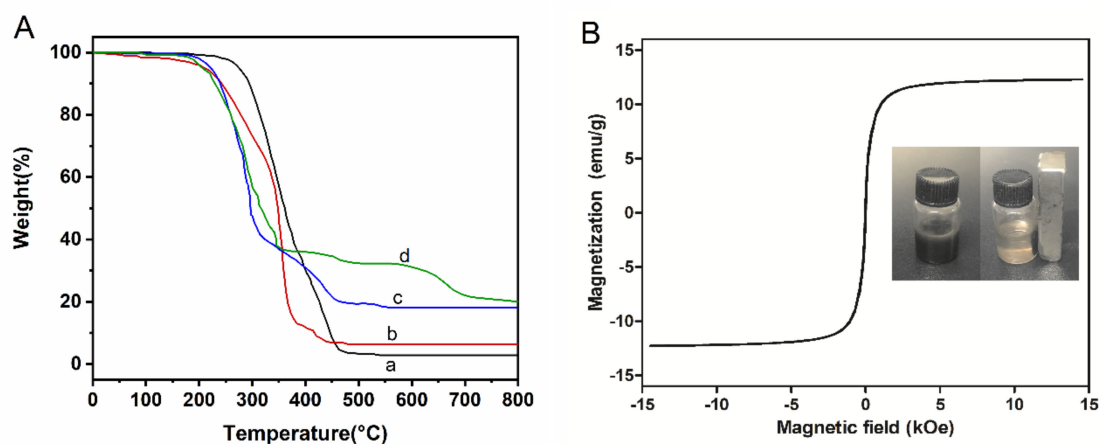 A
100
80
60
40
20
0
Weight(%)
d
c
b
a
0 100 200 300 400 500 600 700 800
Temperature(°C)
B
15
10
5
0
-5
-10
-15
Magnetization (emu/g)
-15 -10 -5 0 5 10 15
Magnetic field (kOe)